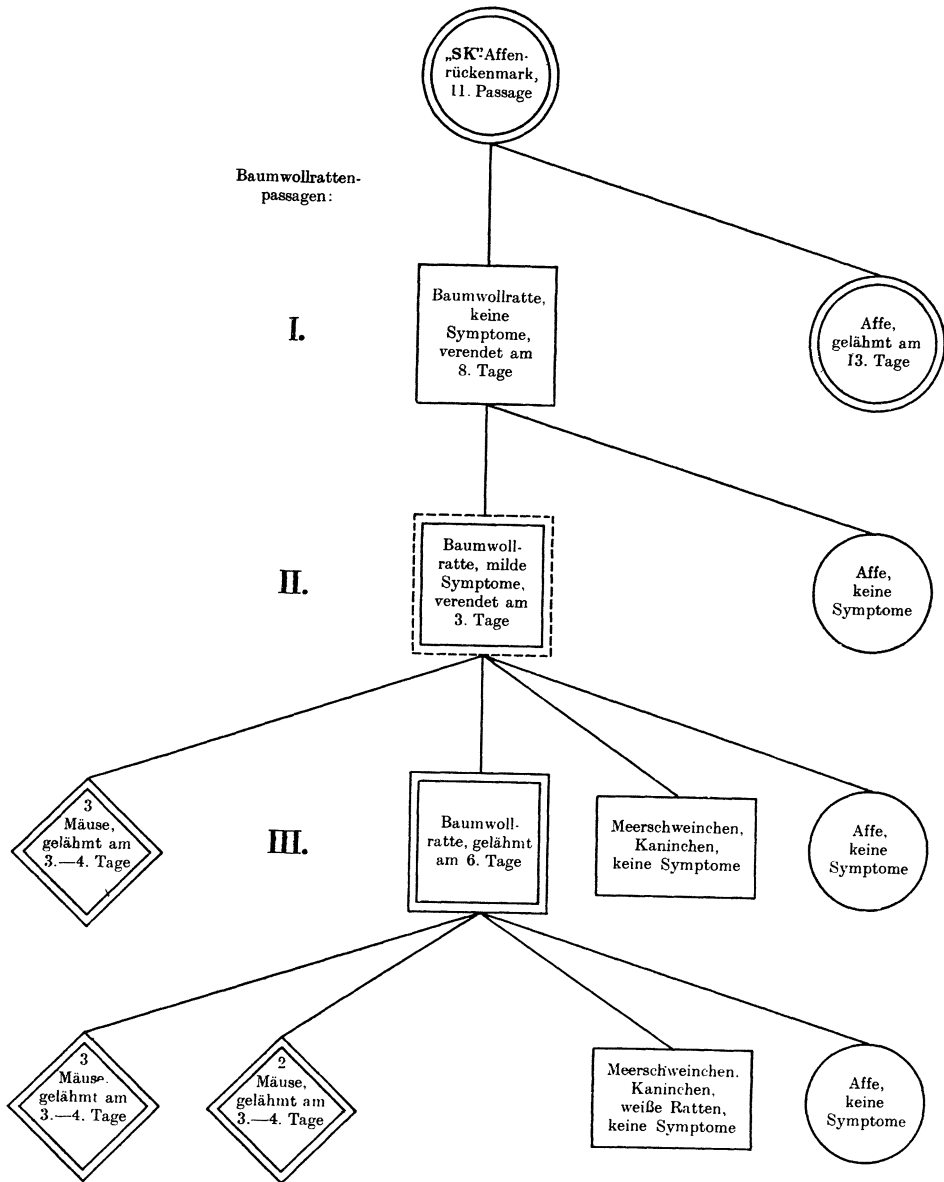 „SK”-Affen-
rückenmark,
11. Passage
Baumwollratten-
passagen:
I.
Baumwollratte,
keine
Symptome,
verendet am
8. Tage
Affe,
gelähmt am
13. Tage
II.
Baumwoll-
ratte, milde
Symptome,
verendet am
3. Tage
Affe,
keine
Symptome
3
Mäuse,
gelähmt am
3.—4. Tage
III.
Baumwoll-
ratte, gelähmt
am 6. Tage
Meerschweinchen,
Kaninchen,
keine Symptome
Affe,
keine
Symptome
3
Mäuse.
gelähmt am
3.—4. Tage
2
Mäuse,
gelähmt am
3.—4. Tage
Meerschweinchen.
Kaninchen,
weiße Ratten,
keine Symptome
Affe,
keine
Symptome